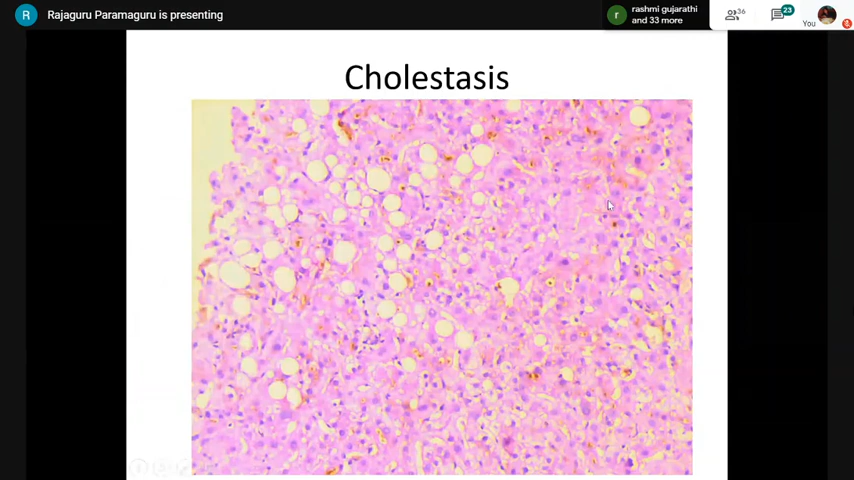 R
Rajaguru Paramaguru is presenting
r
rashmi gujarathi
and 33 more
36
23
You
Cholestasis